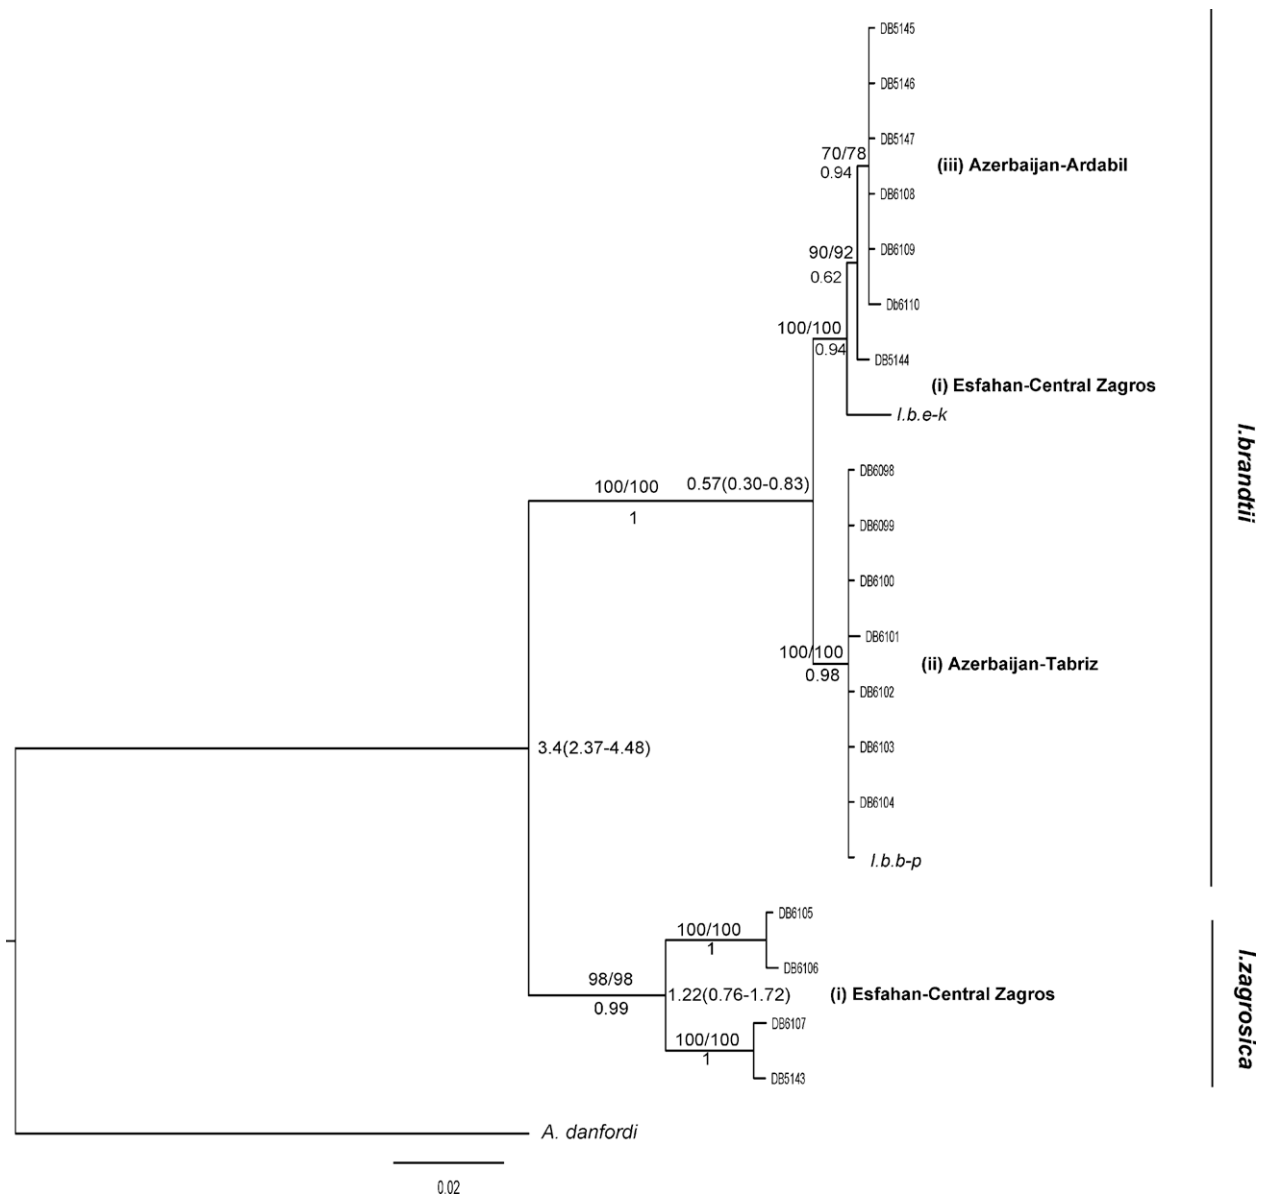 DB5145
DB5146
DB5147
70/78
0.94
(iii) Azerbaijan-Ardabil
DB6108
90/92
DB6109
0.62
Db6110
100/100
0.94
DB5144
(i) Esfahan-Central Zagros
I.b.e-k
I.brandtii
DB6098
100/100
0.57(0.30-0.83)
1
DB6099
DB6100
DB6101
100/100
0.98
(ii) Azerbaijan-Tabriz
DB6102
DB6103
3.4(2.37-4.48)
DB6104
I.b.b-p
DB6105
100/100
1
DB6106
98/98
0.99
1.22(0.76-1.72)
(i) Esfahan-Central Zagros
I.zagrosica
DB6107
100/100
1
DB5143
A. danfordi
0.02